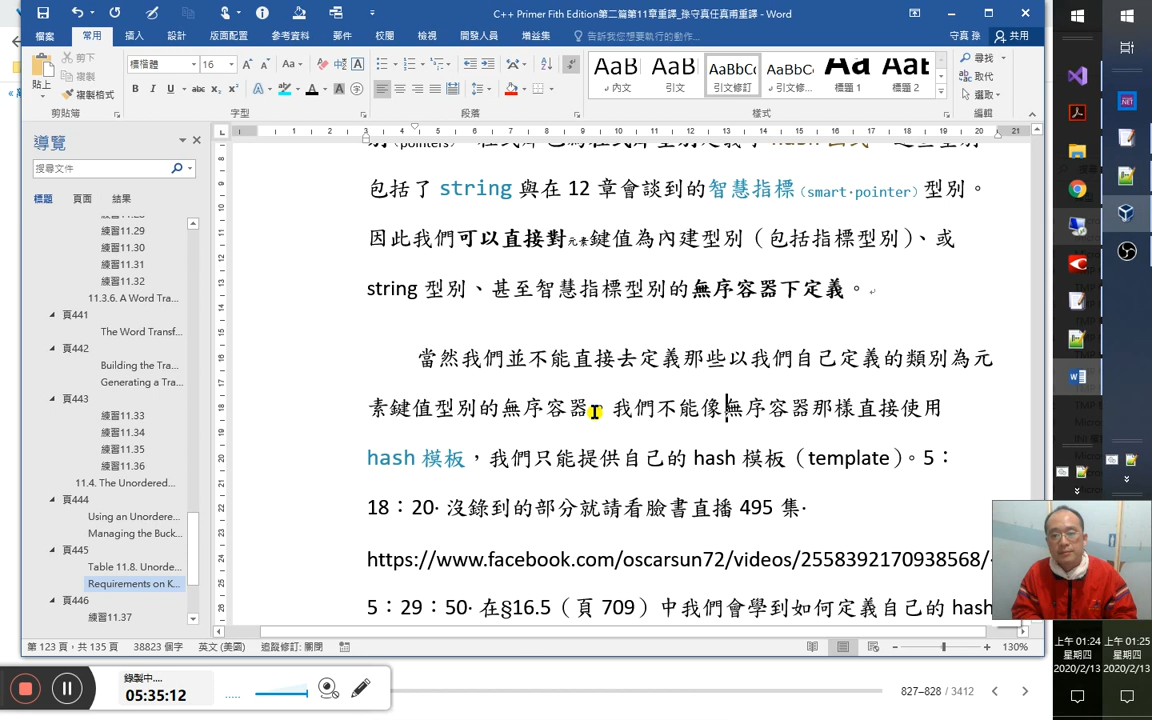 C++ Primer Fith Edition第二篇第11章重譯_孫守真任真甫重譯 - Word
檔案 常用 插入 設計 版面配置 參考資料 郵件 校閱 檢視 開發人員 增益集 告訴我您想要執行的動作... 守真 孫 共用
貼上 剪下 複製 複製格式 剪貼簿
標楷體 16 字型 段落
AaB AaB AaBbCc AaBbC Aat Aat
內文 引文 引文修訂 引文修... 標題 1 標題 2 樣式
尋找 取代 選取 編輯
導覽
搜尋文件
標題 頁面 結果
練習11.29
練習11.30
練習11.31
練習11.32
11.3.6. A Word Tra...
頁441
The Word Transf...
頁442
Building the Tra...
Generating a Tra...
頁443
練習11.33
練習11.34
練習11.35
練習11.36
11.4. The Unordered...
頁444
Using an Unordere...
Managing the Buck...
頁445
Table 11.8. Unorde...
Requirements on K...
頁446
練習11.37
包括了 string 與在 12 章會談到的智慧指標（smart·pointer）型別。
因此我們可以直接對元素鍵值為內建型別（包括指標型別）、或
string 型別、甚至智慧指標型別的無序容器下定義。
當然我們並不能直接去定義那些以我們自己定義的類別為元
素鍵值型別的無序容器。我們不能像無序容器那樣直接使用
hash 模板，我們只能提供自己的 hash 模板（template）。5：
18：20· 沒錄到的部分就請看臉書直播 495 集·
https://www.facebook.com/oscarsun72/videos/2558392170938568/
5：29：50· 在§16.5（頁 709）中我們會學到如何定義自己的 hash
第 123 頁，共 135 頁 38823 個字 英文 (美國) 追蹤修訂: 關閉 130%
錄製中....
05:35:12
827–828 / 3412
上午 01:24 上午 01:25
星期四 星期四
2020/2/13 2020/2/13